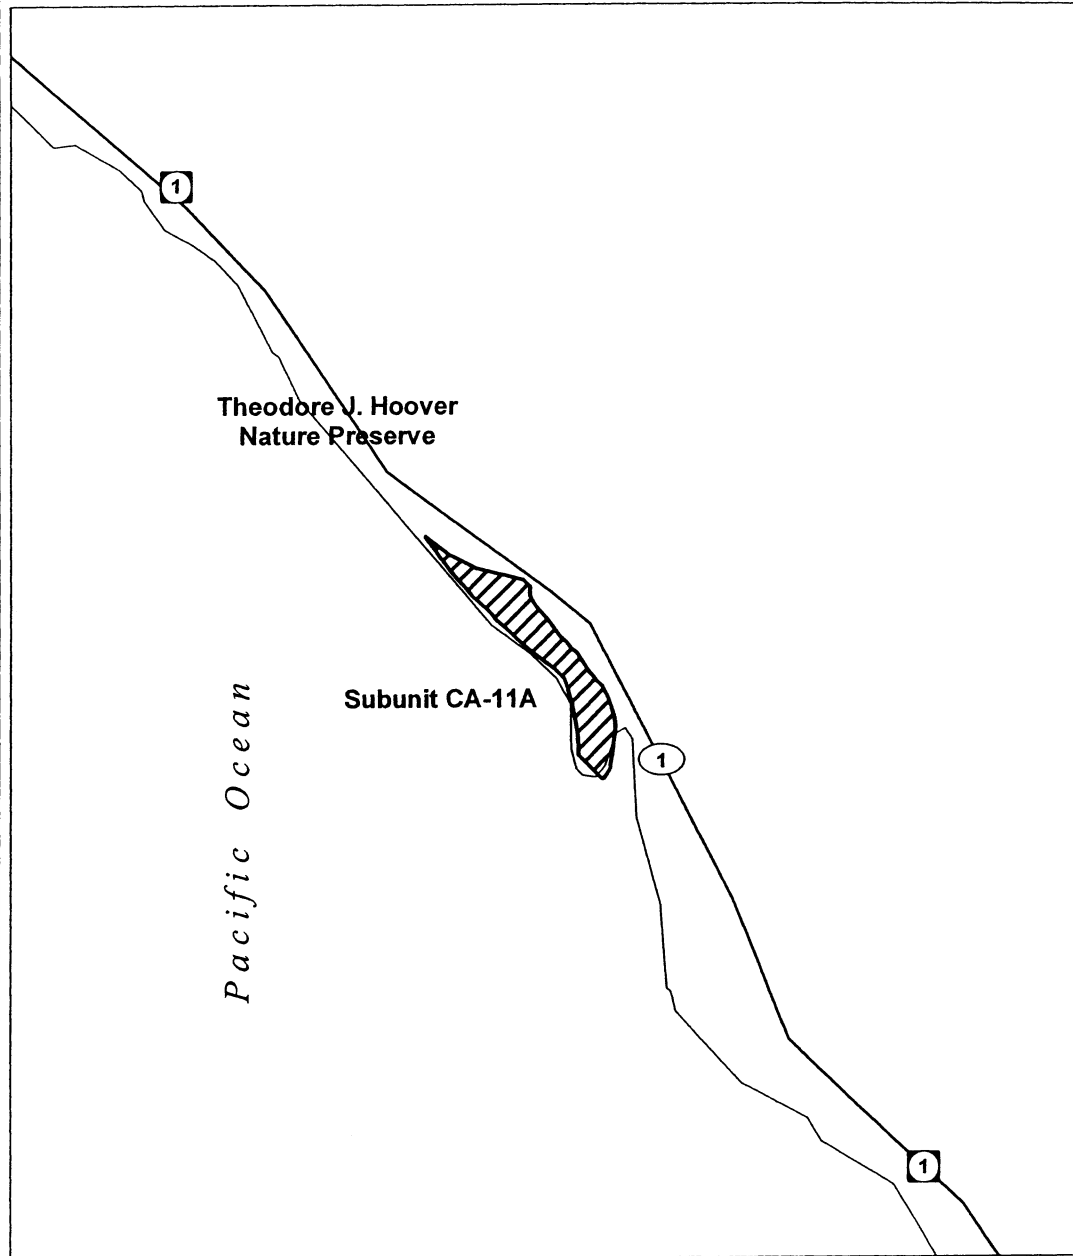 1
Theodore J. Hoover
Nature Preserve
Subunit CA-11A
Pacific Ocean
1
1